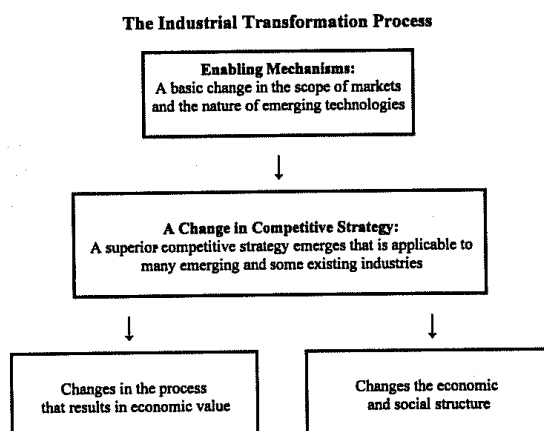 The Industrial Transformation Process
Enabling Mechanisms:
A basic change in the scope of markets
and the nature of emerging technologies
A Change in Competitive Strategy:
A superior competitive strategy emerges that is applicable to
many emerging and some existing industries
Changes in the process
that results in economic value
Changes the economic
and social structure